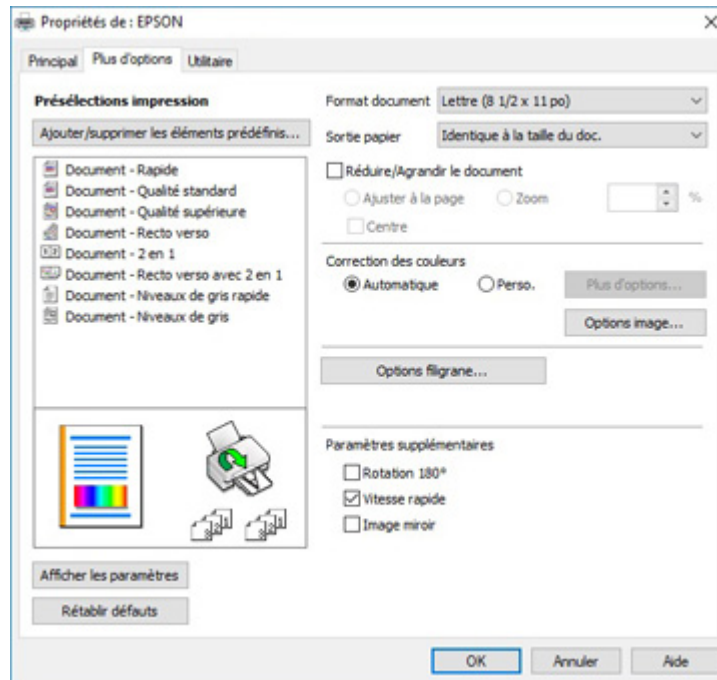 Propriétés de : EPSON
Principal
Plus d'options
Utilitaire
Présélections impression
Ajouter/supprimer les éléments prédéfinis...
Document - Rapide
Document - Qualité standard
Document - Qualité supérieure
Document - Recto verso
Document - 2 en 1
Document - Recto verso avec 2 en 1
Document - Niveaux de gris rapide
Document - Niveaux de gris
Afficher les paramètres
Rétablir défauts
Format document Lettre (8 1/2 x 11 po)
Sortie papier Identique à la taille du doc.
Réduire/Agrandir le document
Ajuster à la page Zoom %
Centre
Correction des couleurs
Automatique Perso. Plus d'options...
Options image...
Options filigrane...
Paramètres supplémentaires
Rotation 180°
Vitesse rapide
Image miroir
OK Annuler Aide